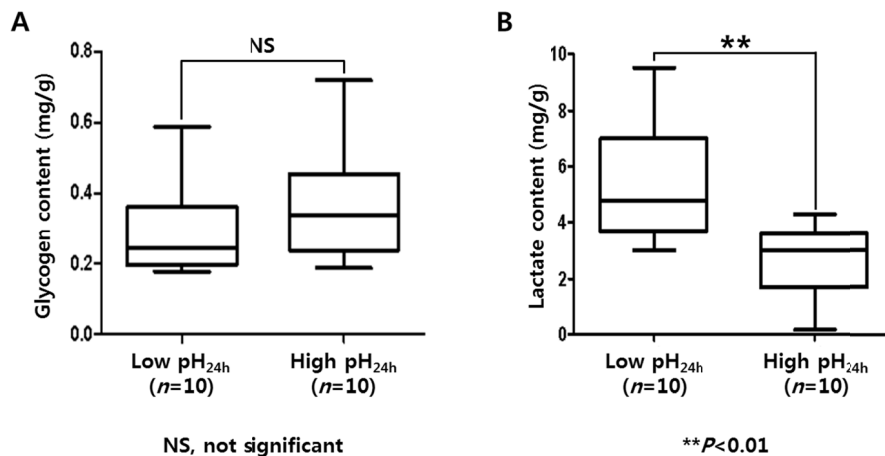 A
NS
Glycogen content (mg/g)
0.8
0.6
0.4
0.2
0.0
Low pH24h
(n=10)
High pH24h
(n=10)
NS, not significant
B
**
Lactate content (mg/g)
10
8
6
4
2
0
Low pH24h
(n=10)
High pH24h
(n=10)
**P<0.01